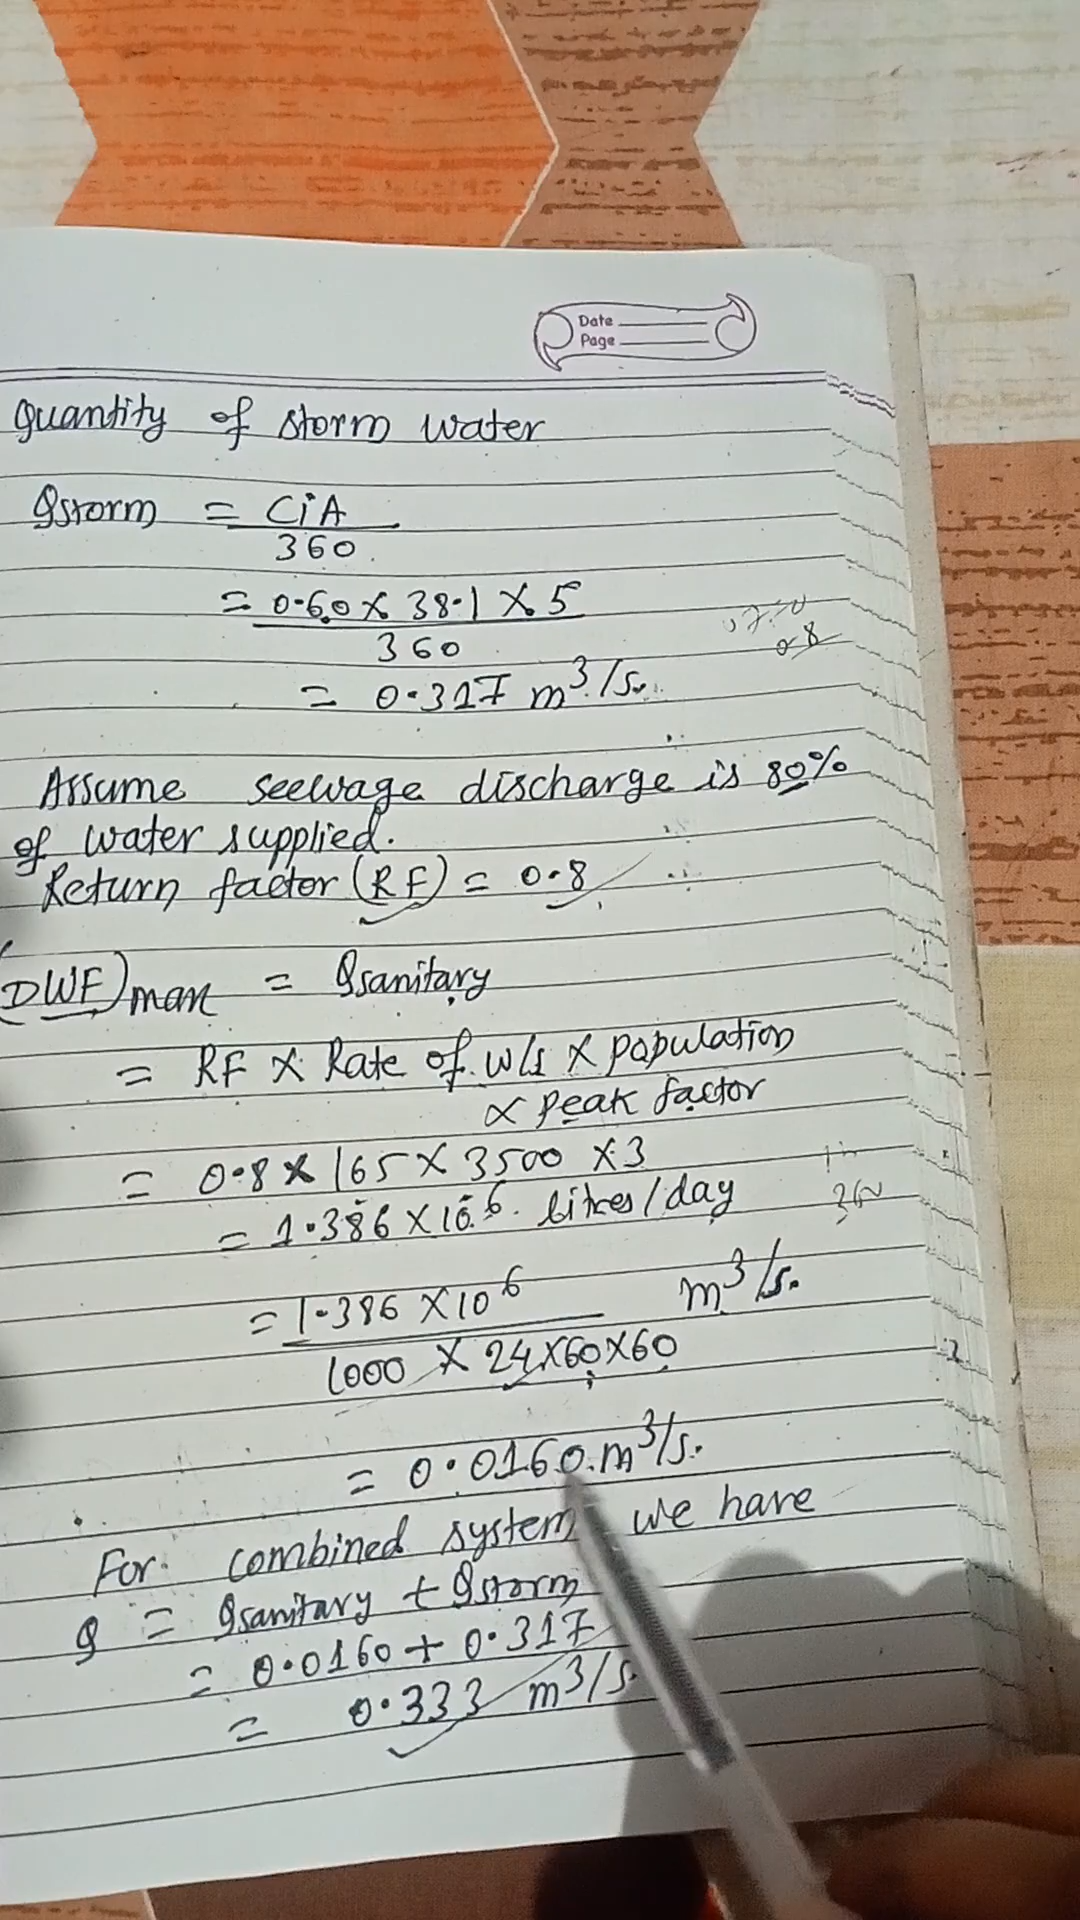 Date
Page
Quantity of storm water
Qstorm = CiA
360
= 0.60 × 38.1 × 5
360
= 0.317 m³/s.
Assume seewage discharge is 80%
of water supplied.
Return factor (RF) = 0.8
(DWF)max = Qsanitary
= RF × Rate of w/s × population
× peak factor
= 0.8 × 165 × 3500 × 3
= 1.386 × 10⁶ litres/day
= 1.386 × 10⁶ m³/s.
1000 × 24×60×60
= 0.0160 m³/s.
For combined system, we have
Q = Qsanitary + Qstorm
= 0.0160 + 0.317
= 0.333 m³/s.